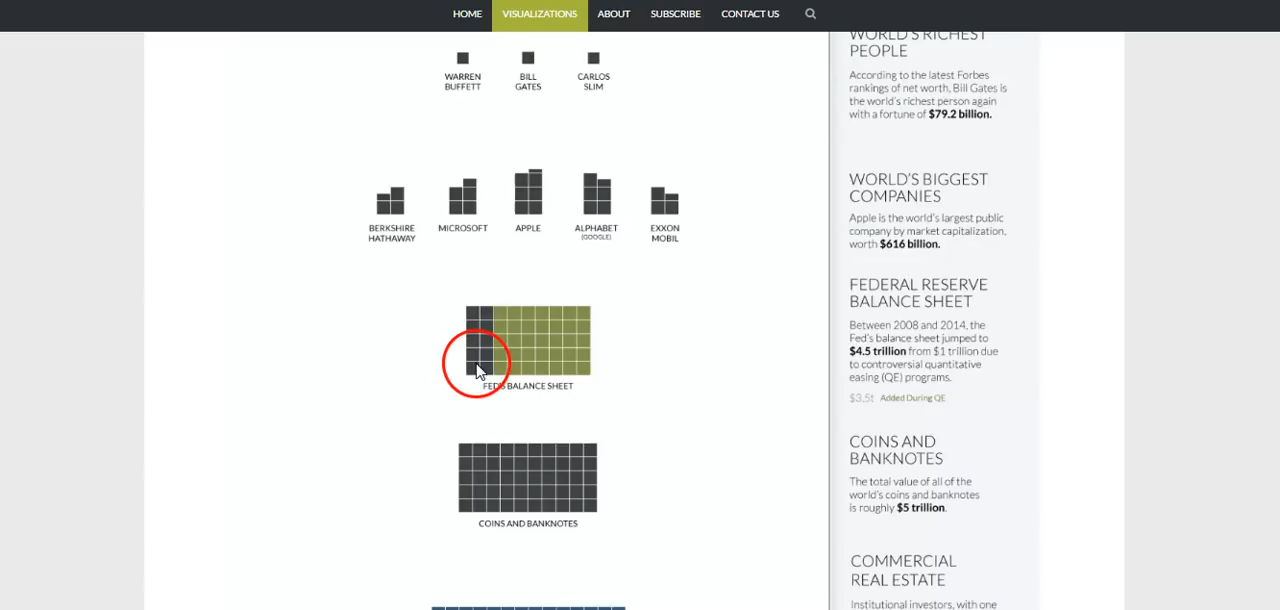 HOME VISUALIZATIONS ABOUT SUBSCRIBE CONTACT US
WARREN
BUFFETT
BILL
GATES
CARLOS
SLIM
BERKSHIRE
HATHAWAY
MICROSOFT
APPLE
ALPHABET
(GOOGLE)
EXXON
MOBIL
FED'S BALANCE SHEET
COINS AND BANKNOTES
WORLD'S RICHEST
PEOPLE
According to the latest Forbes
rankings of net worth, Bill Gates is
the world's richest person again
with a fortune of $79.2 billion.
WORLD'S BIGGEST
COMPANIES
Apple is the world's largest public
company by market capitalization,
worth $616 billion.
FEDERAL RESERVE
BALANCE SHEET
Between 2008 and 2014, the
Fed's balance sheet jumped to
$4.5 trillion from $1 trillion due
to controversial quantitative
easing (QE) programs.
$3.5t Added During QE
COINS AND
BANKNOTES
The total value of all of the
world's coins and banknotes
is roughly $5 trillion.
COMMERCIAL
REAL ESTATE
Institutional investors, with one